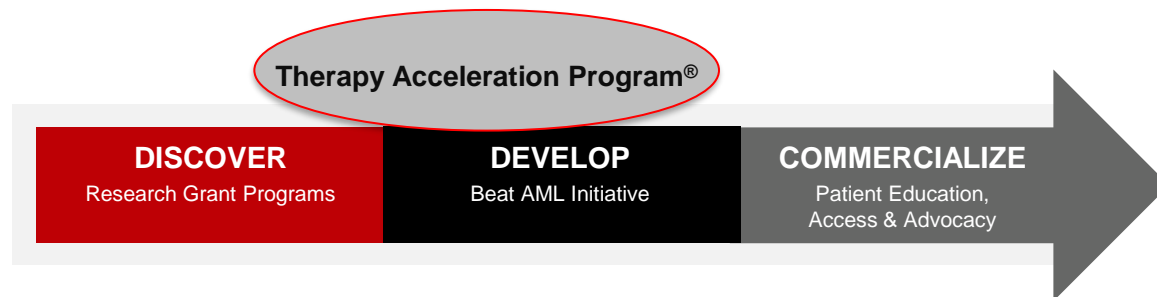 Therapy Acceleration Program®
DISCOVER
Research Grant Programs
DEVELOP
Beat AML Initiative
COMMERCIALIZE
Patient Education,
Access & Advocacy